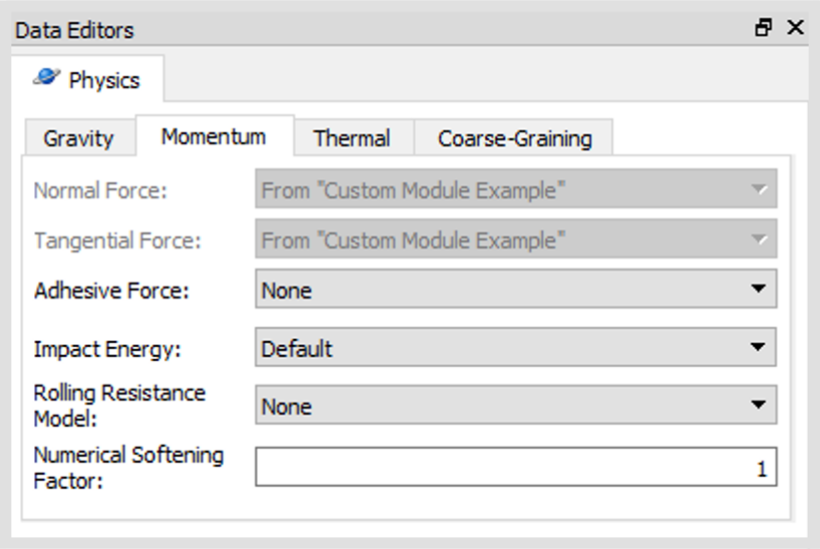 Data Editors
Physics
Gravity Momentum Thermal Coarse-Graining
Normal Force: From "Custom Module Example"
Tangential Force: From "Custom Module Example"
Adhesive Force: None
Impact Energy: Default
Rolling Resistance
Model: None
Numerical Softening
Factor: 1